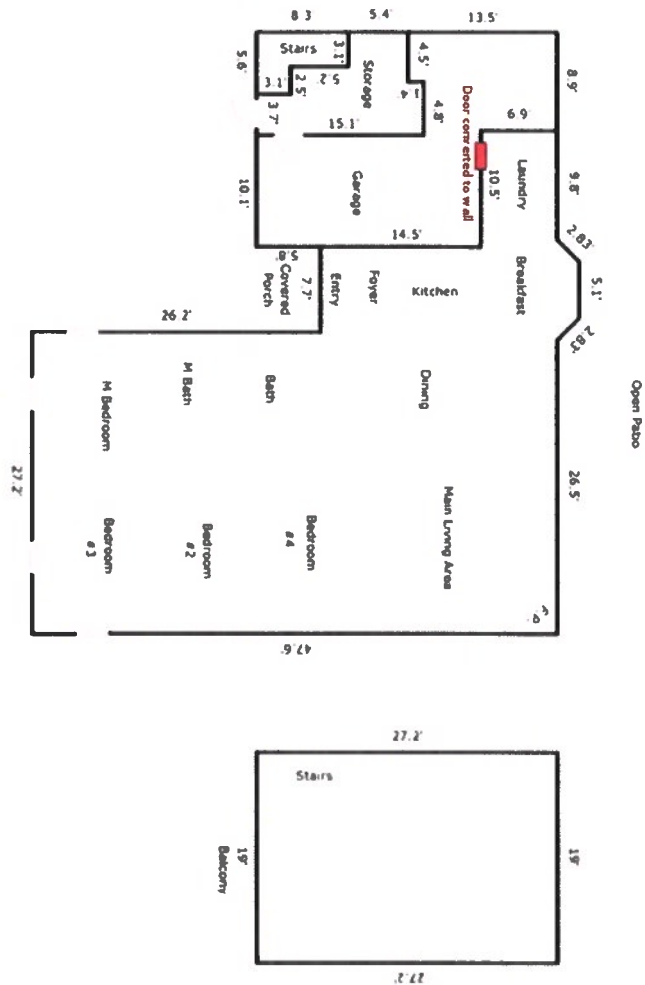 8.3
5.4'
13.5'
5.6'
Stairs
3.1'
Storage
4.5'
8.9'
3.1'
2.5'
5.2'
1.4'
3.7'
15.1'
4.8'
Door converted to wall
6.9
10.1'
Garage
10.5'
Laundry
9.8'
14.5'
2.83'
5.8'
Covered
Porch
7.7'
Entry
Foyer
Kitchen
Breakfast
5.1'
2.83'
26.2'
Open Patio
M Bedroom
M Bath
Bath
Dining
27.2'
26.5'
Bedroom
#3
Bedroom
#2
Bedroom
#4
Main Living Area
47.6'
27.2'
Stairs
19'
Balcony
19'
27.2'